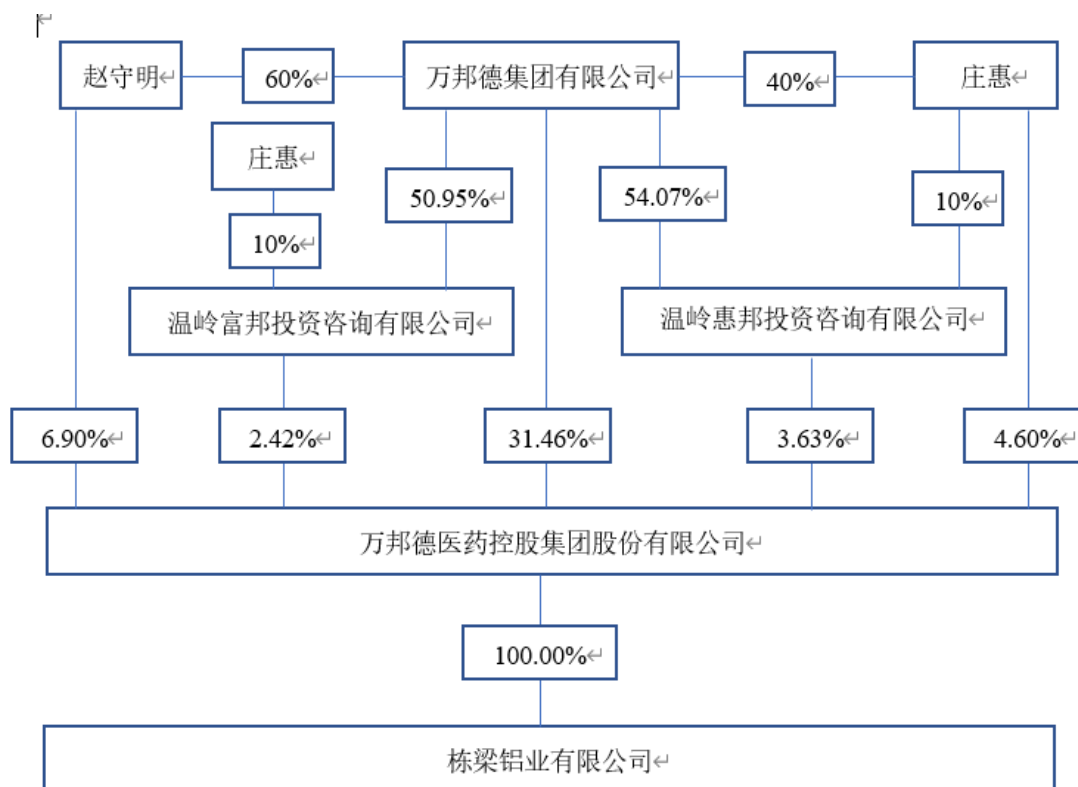 赵守明
60%
万邦德集团有限公司
40%
庄惠
庄惠
50.95%
54.07%
10%
10%
温岭富邦投资咨询有限公司
温岭惠邦投资咨询有限公司
6.90%
2.42%
31.46%
3.63%
4.60%
万邦德医药控股集团股份有限公司
100.00%
栋梁铝业有限公司